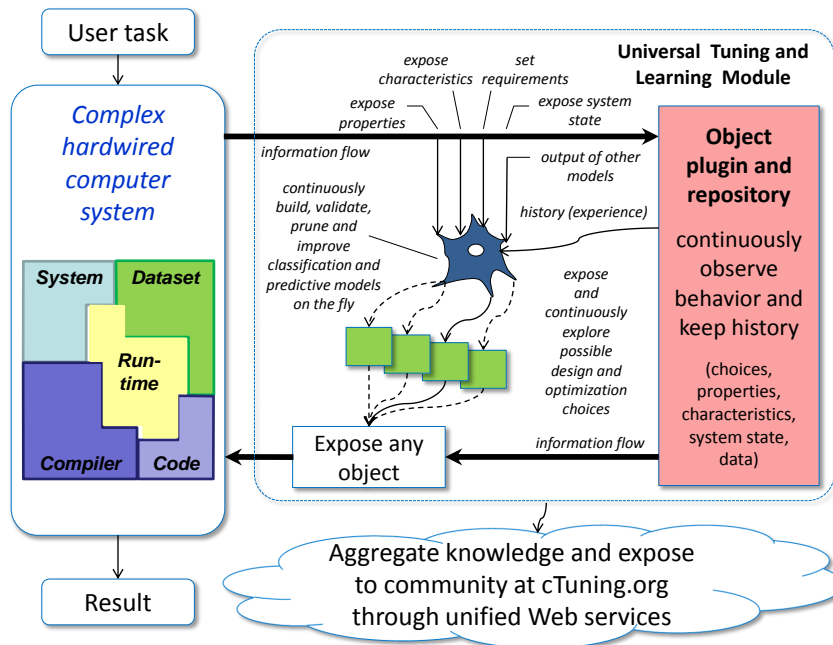 User task
Complex
hardwired
computer
system
System
Dataset
Run-
time
Compiler
Code
Result
Universal Tuning and
Learning Module
expose
characteristics
set
requirements
expose
properties
expose system
state
information flow
output of other
models
history (experience)
continuously
build, validate,
prune and
improve
classification and
predictive models
on the fly
expose
and
continuously
explore
possible
design and
optimization
choices
Expose any
object
information flow
Object
plugin and
repository
continuously
observe
behavior and
keep history
(choices,
properties,
characteristics,
system state,
data)
Aggregate knowledge and expose
to community at cTuning.org
through unified Web services